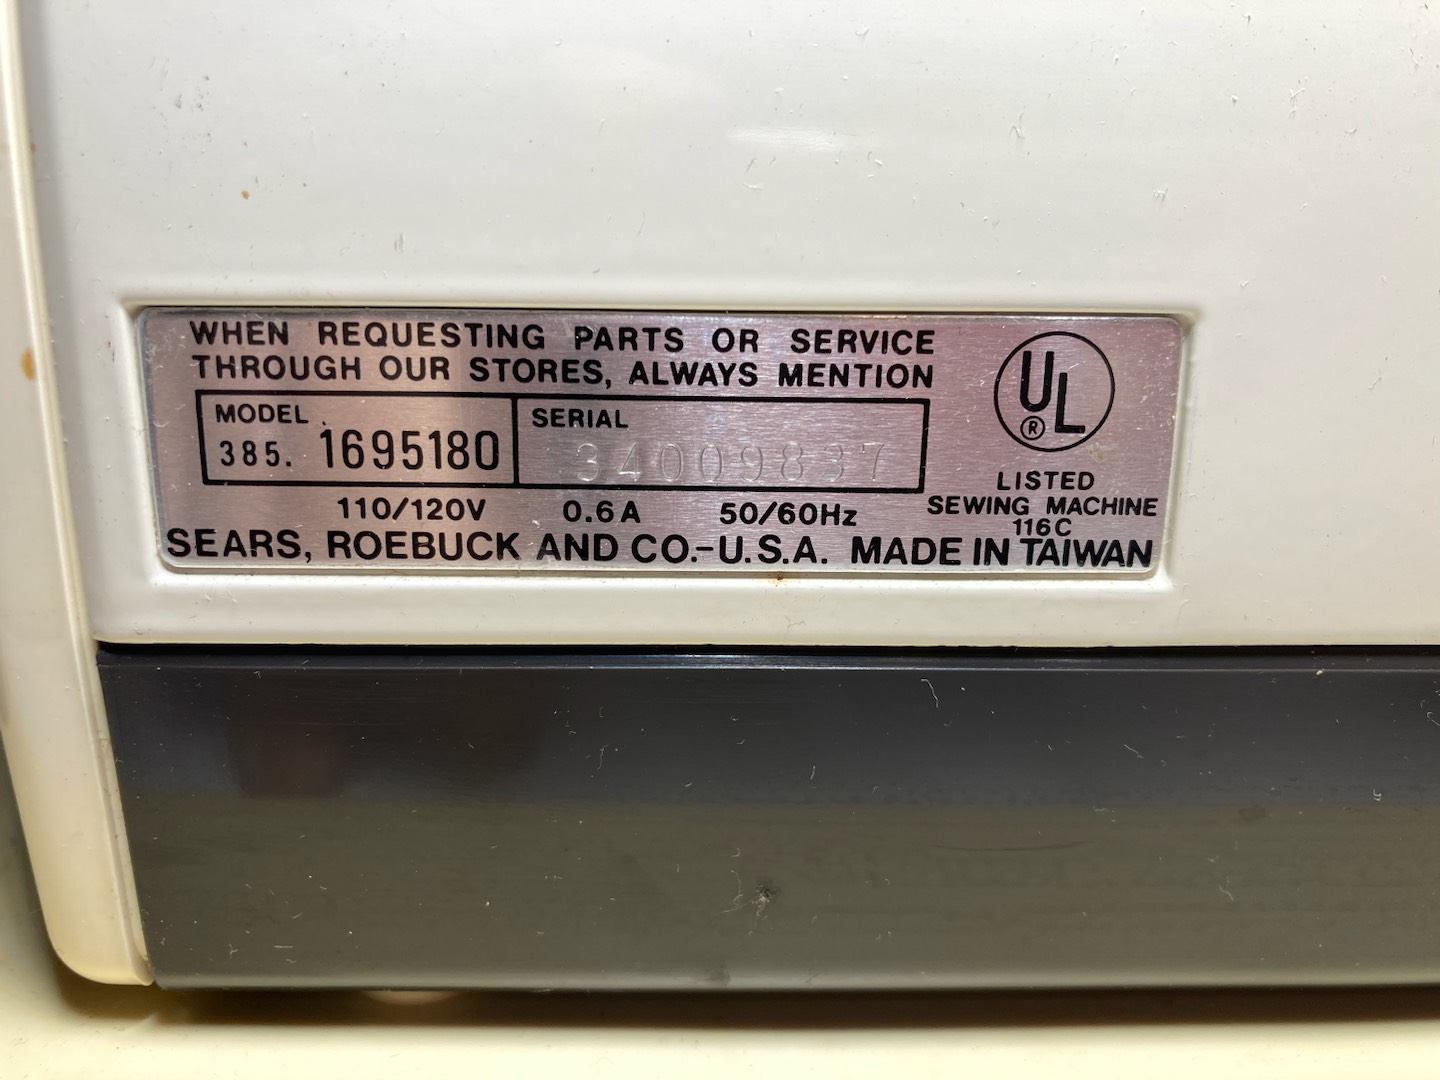 WHEN REQUESTING PARTS OR SERVICE
THROUGH OUR STORES, ALWAYS MENTION
MODEL
385. 1695180
SERIAL
34009837
110/120V 0.6A 50/60Hz
UL
®
LISTED
SEWING MACHINE
116C
SEARS, ROEBUCK AND CO.-U.S.A. MADE IN TAIWAN